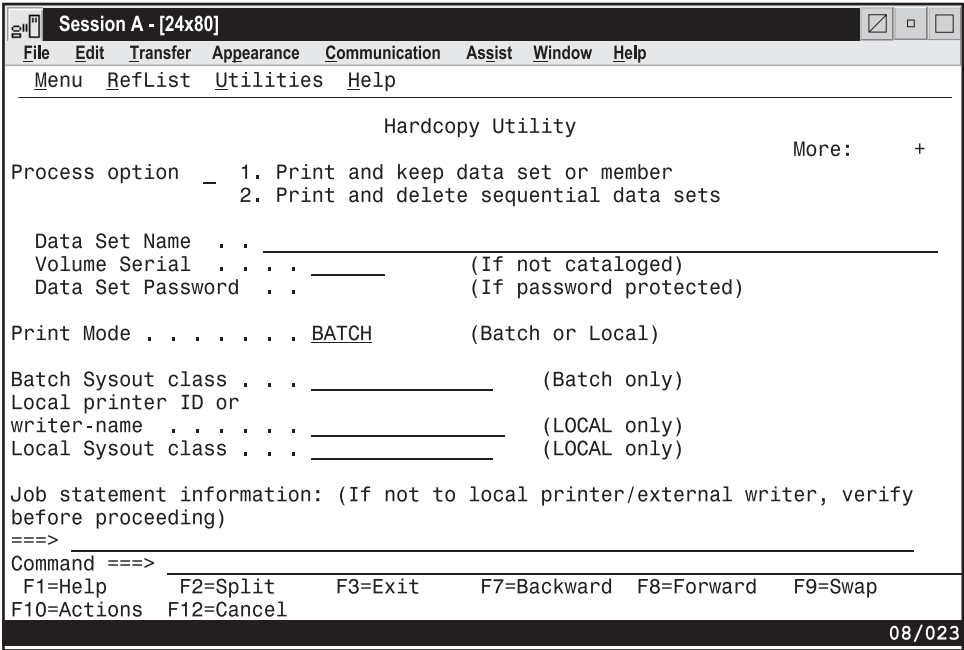 Session A - [24x80]
File Edit Transfer Appearance Communication Assist Window Help
Menu RefList Utilities Help
Hardcopy Utility
More: +
Process option _ 1. Print and keep data set or member
2. Print and delete sequential data sets
Data Set Name . .
Volume Serial . . . . (If not cataloged)
Data Set Password . . (If password protected)
Print Mode . . . . . . . BATCH (Batch or Local)
Batch Sysout class . . . (Batch only)
Local printer ID or
writer-name . . . . . . (LOCAL only)
Local Sysout class . . . (LOCAL only)
Job statement information: (If not to local printer/external writer, verify
before proceeding)
===>
Command ===>
F1=Help F2=Split F3=Exit F7=Backward F8=Forward F9=Swap
F10=Actions F12=Cancel
08/023